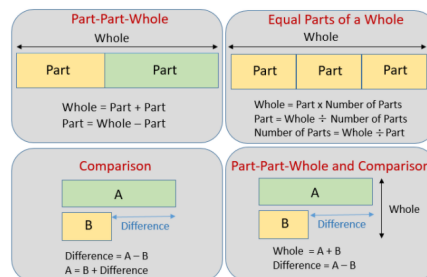 Part-Part-Whole
Whole
Part Part
Whole = Part + Part
Part = Whole – Part
Equal Parts of a Whole
Whole
Part Part Part
Whole = Part x Number of Parts
Part = Whole ÷ Number of Parts
Number of Parts = Whole ÷ Part
Comparison
A
B Difference
Difference = A – B
A = B + Difference
Part-Part-Whole and Comparison
A
B Difference
Whole
Whole = A + B
Difference = A – B